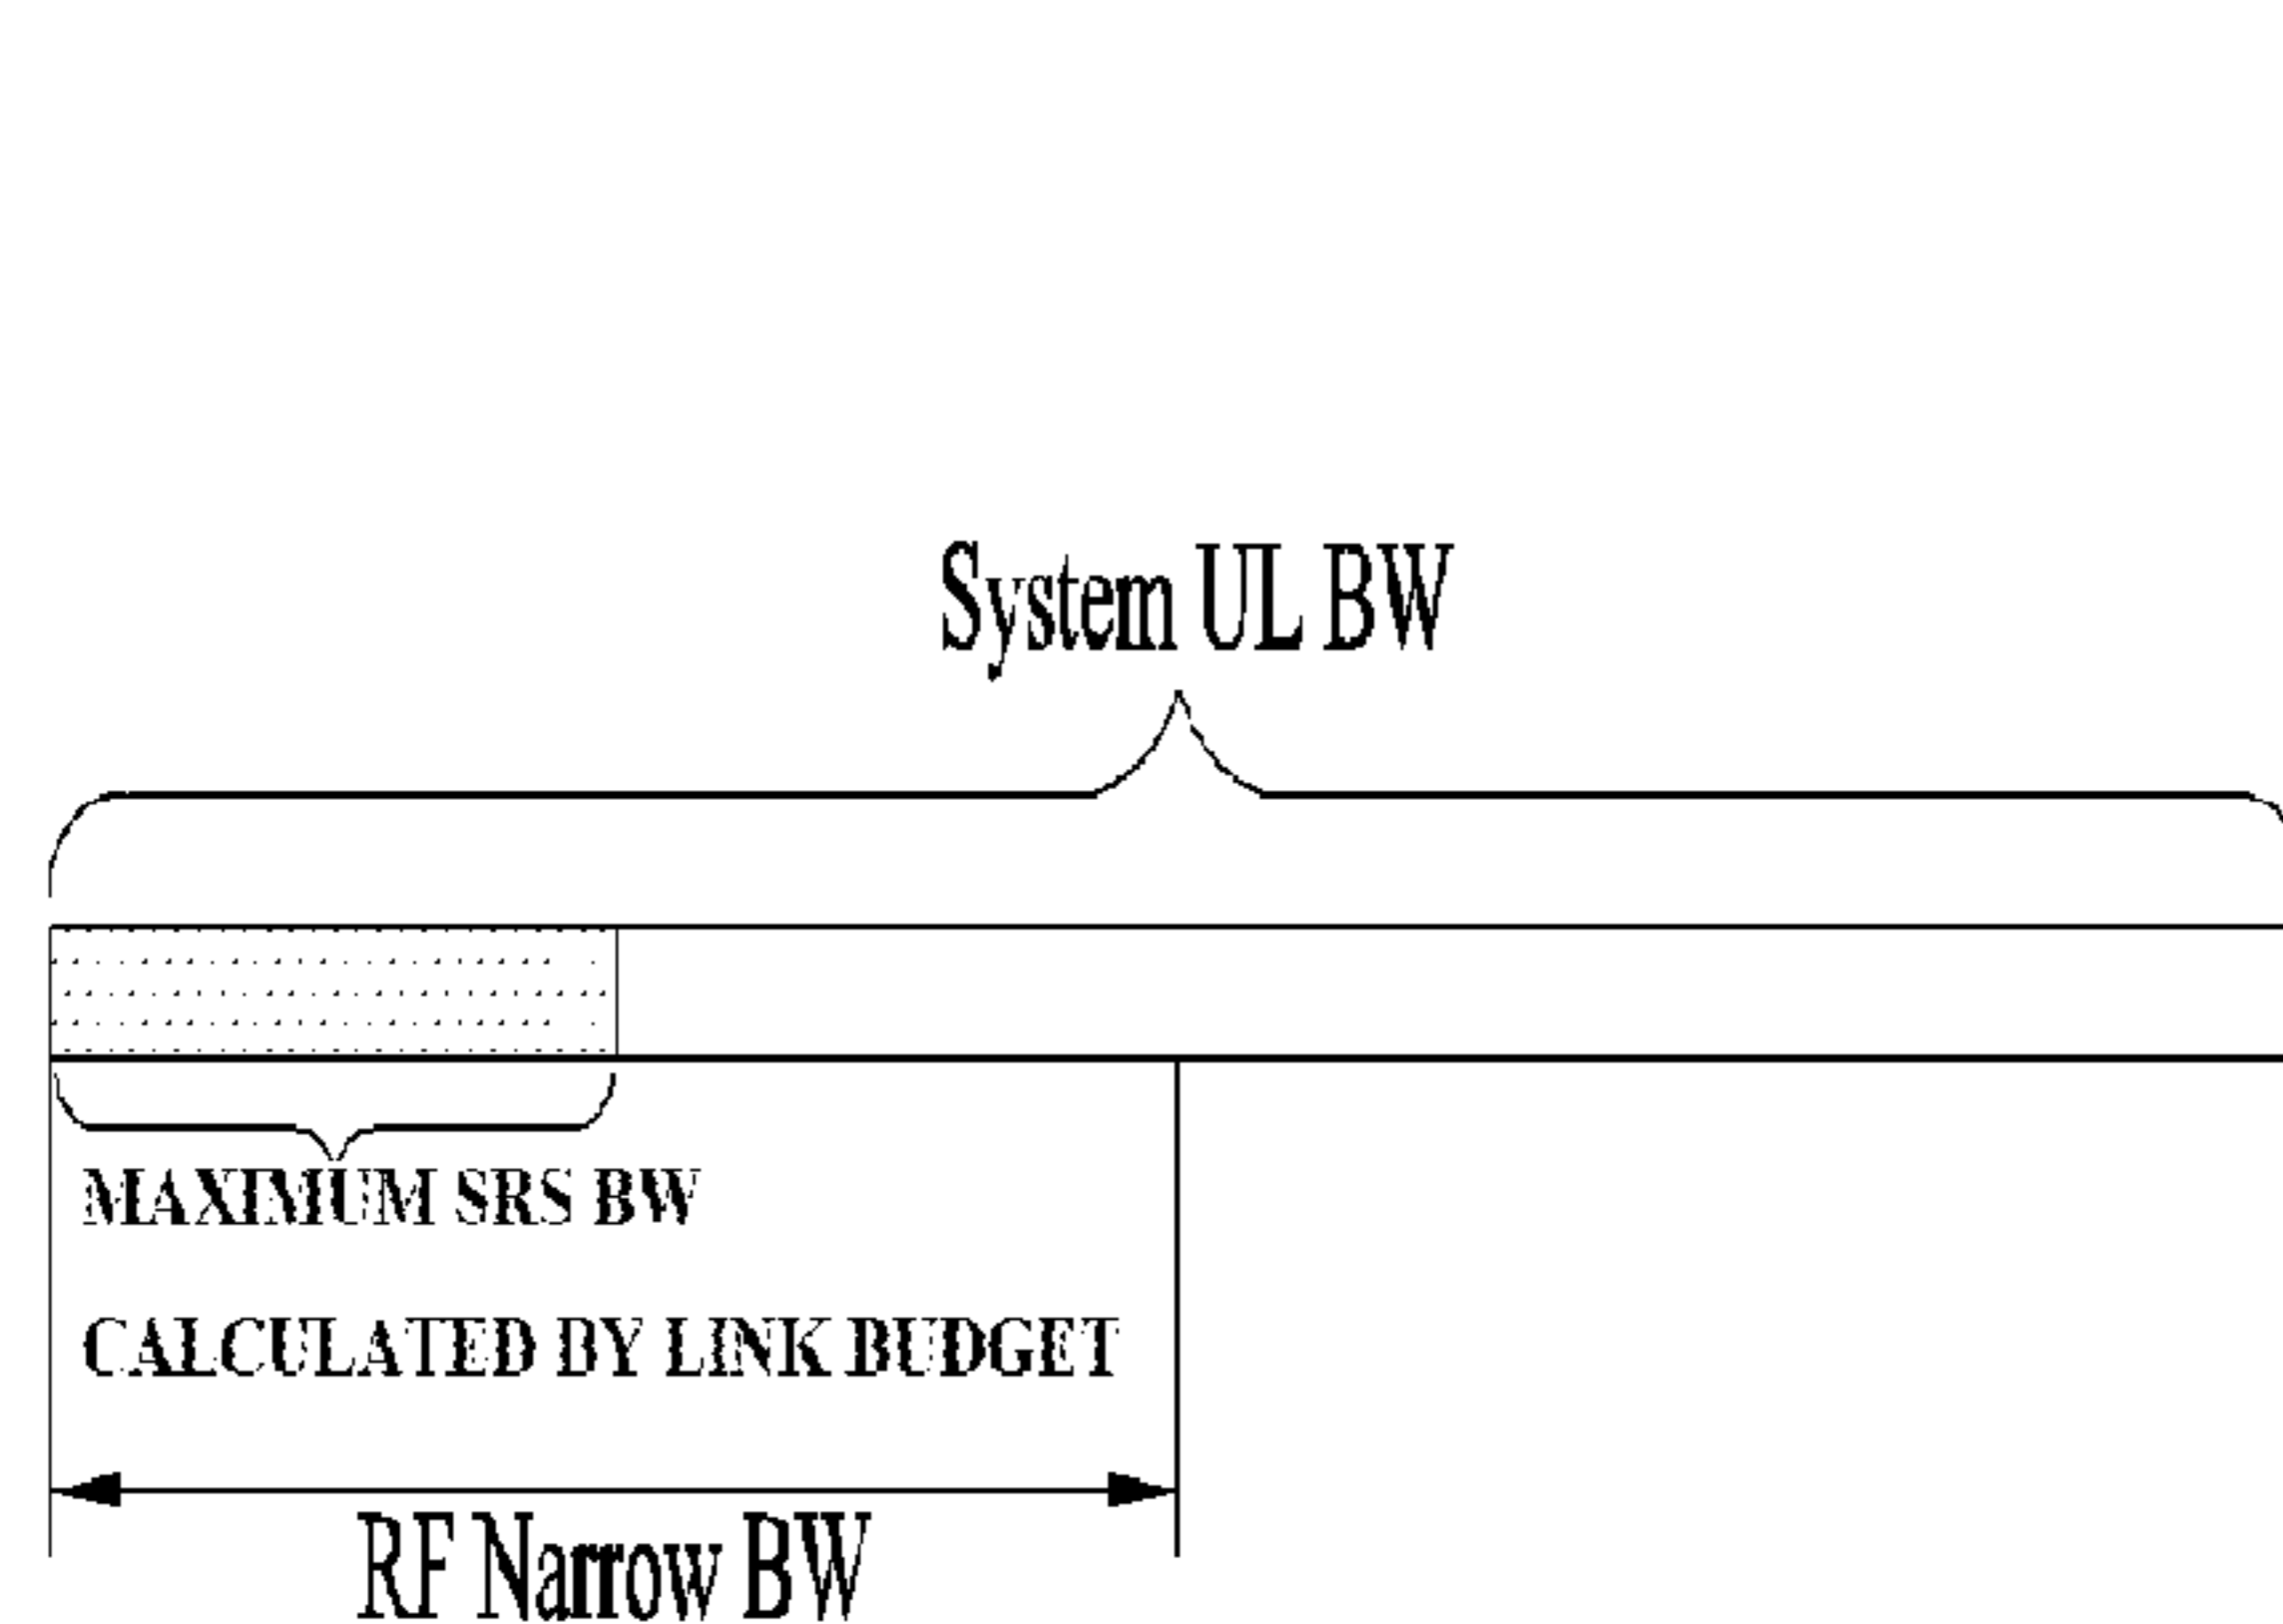 System UL BW
MAXIMUM SRS BW
CALCULATED BY LINK BUDGET
RF Narrow BW